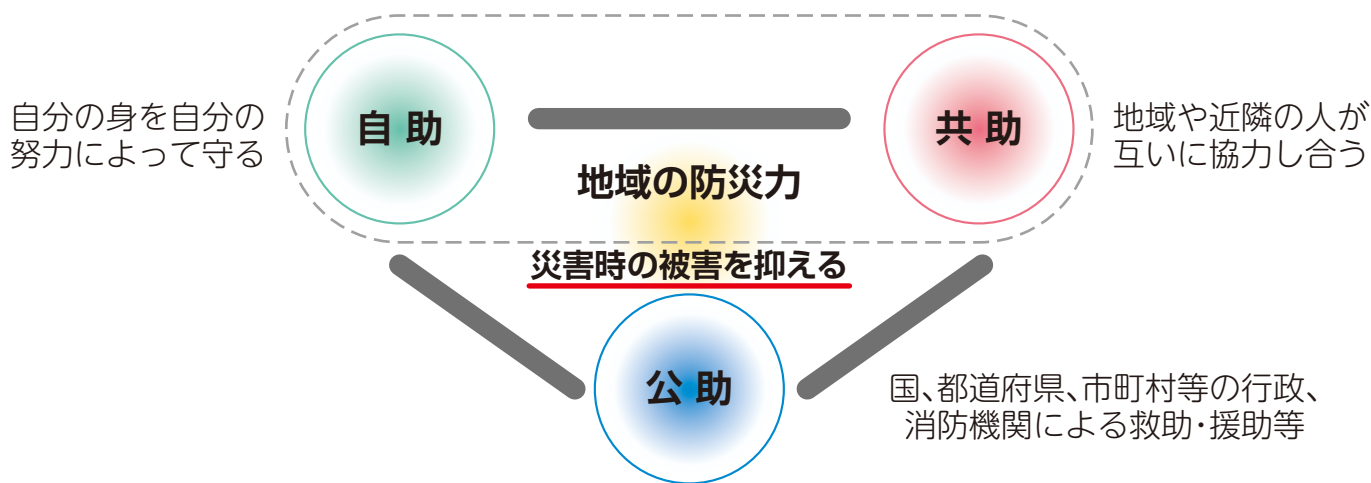 自分の身を自分の
努力によって守る
自助
共助
地域や近隣の人が
互いに協力し合う
地域の防災力
災害時の被害を抑える
公助
国、都道府県、市町村等の行政、
消防機関による救助・援助等